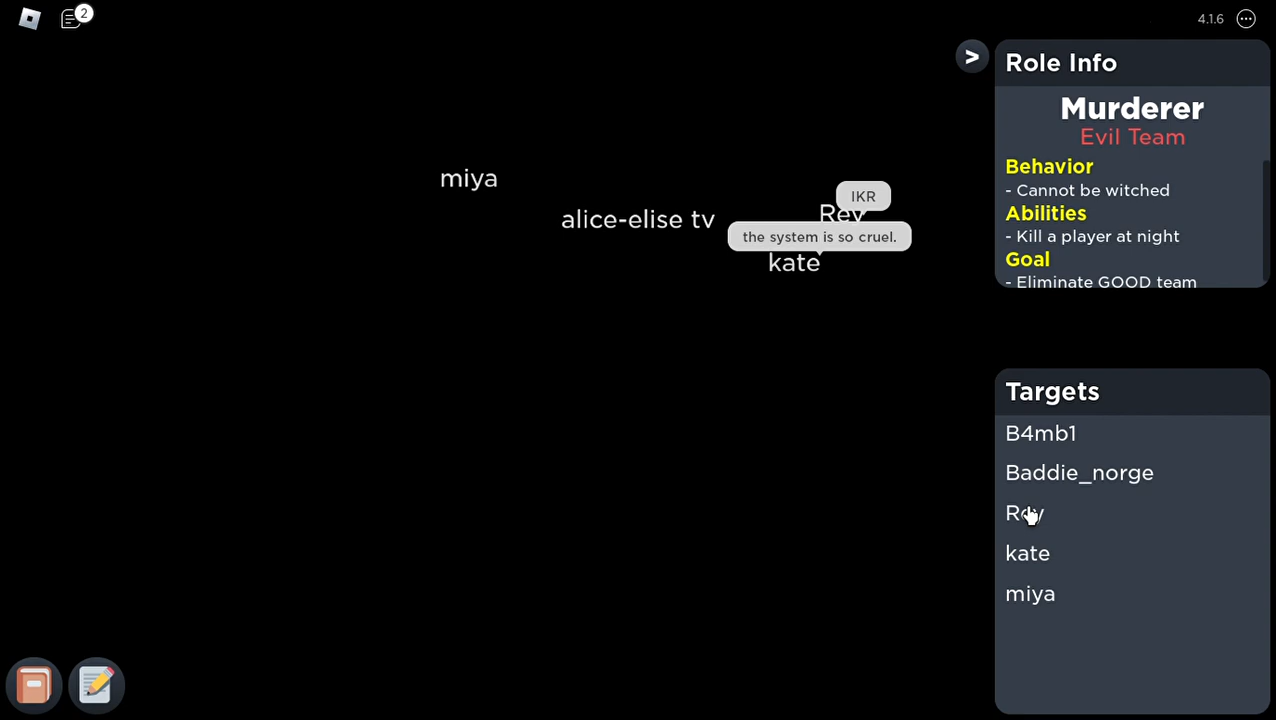 2
4.1.6
>
Role Info
Murderer
Evil Team
Behavior
- Cannot be witched
Abilities
- Kill a player at night
Goal
- Eliminate GOOD team
miya
alice-elise tv
IKR
the system is so cruel.
kate
Targets
B4mb1
Baddie_norge
kate
miya